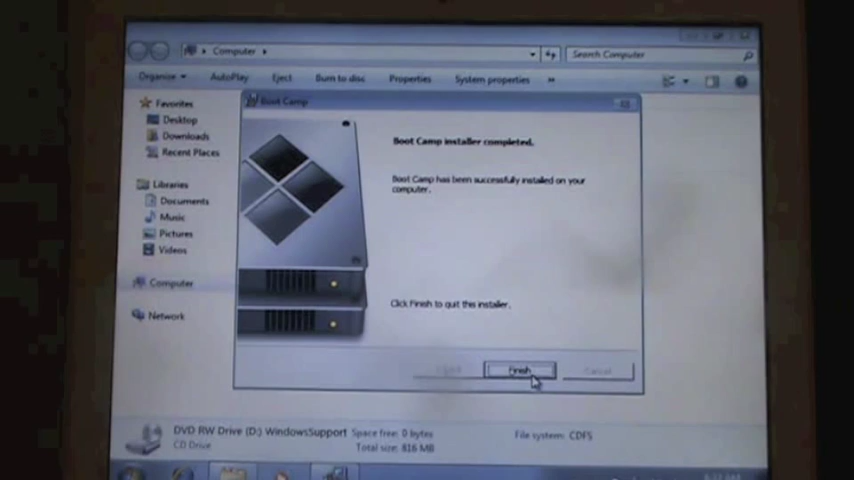 Computer
Search Computer
Organize
AutoPlay
Eject
Burn to disc
Properties
System properties
»
Favorites
Desktop
Downloads
Recent Places
Libraries
Documents
Music
Pictures
Videos
Computer
Network
Boot Camp
Boot Camp installer completed.
Boot Camp has been successfully installed on your
computer.
Click Finish to quit this installer.
Finish
Cancel
DVD RW Drive (D:) WindowsSupport Space free: 0 bytes File system: CDFS
CD Drive Total size: 816 MB